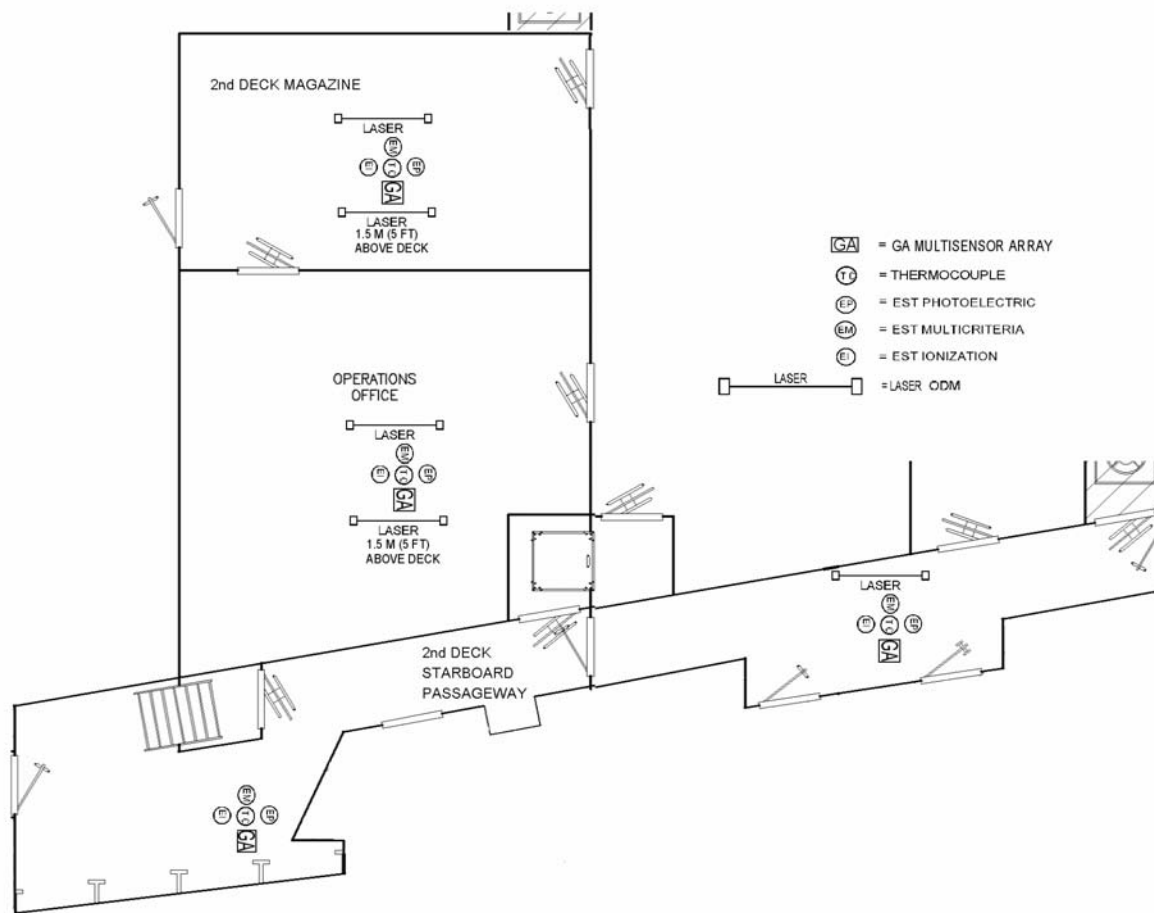 2nd DECK MAGAZINE
LASER
EM
EI TC EP
GA
LASER
1.5 M (5 FT)
ABOVE DECK
GA = GA MULTISENSOR ARRAY
TC = THERMOCOUPLE
EP = EST PHOTOELECTRIC
EM = EST MULTICRITERIA
EI = EST IONIZATION
LASER = LASER ODM
OPERATIONS
OFFICE
LASER
EM
EI TC EP
GA
LASER
1.5 M (5 FT)
ABOVE DECK
LASER
EM
EI TC EP
GA
2nd DECK
STARBOARD
PASSAGEWAY
EM
EI TC EP
GA